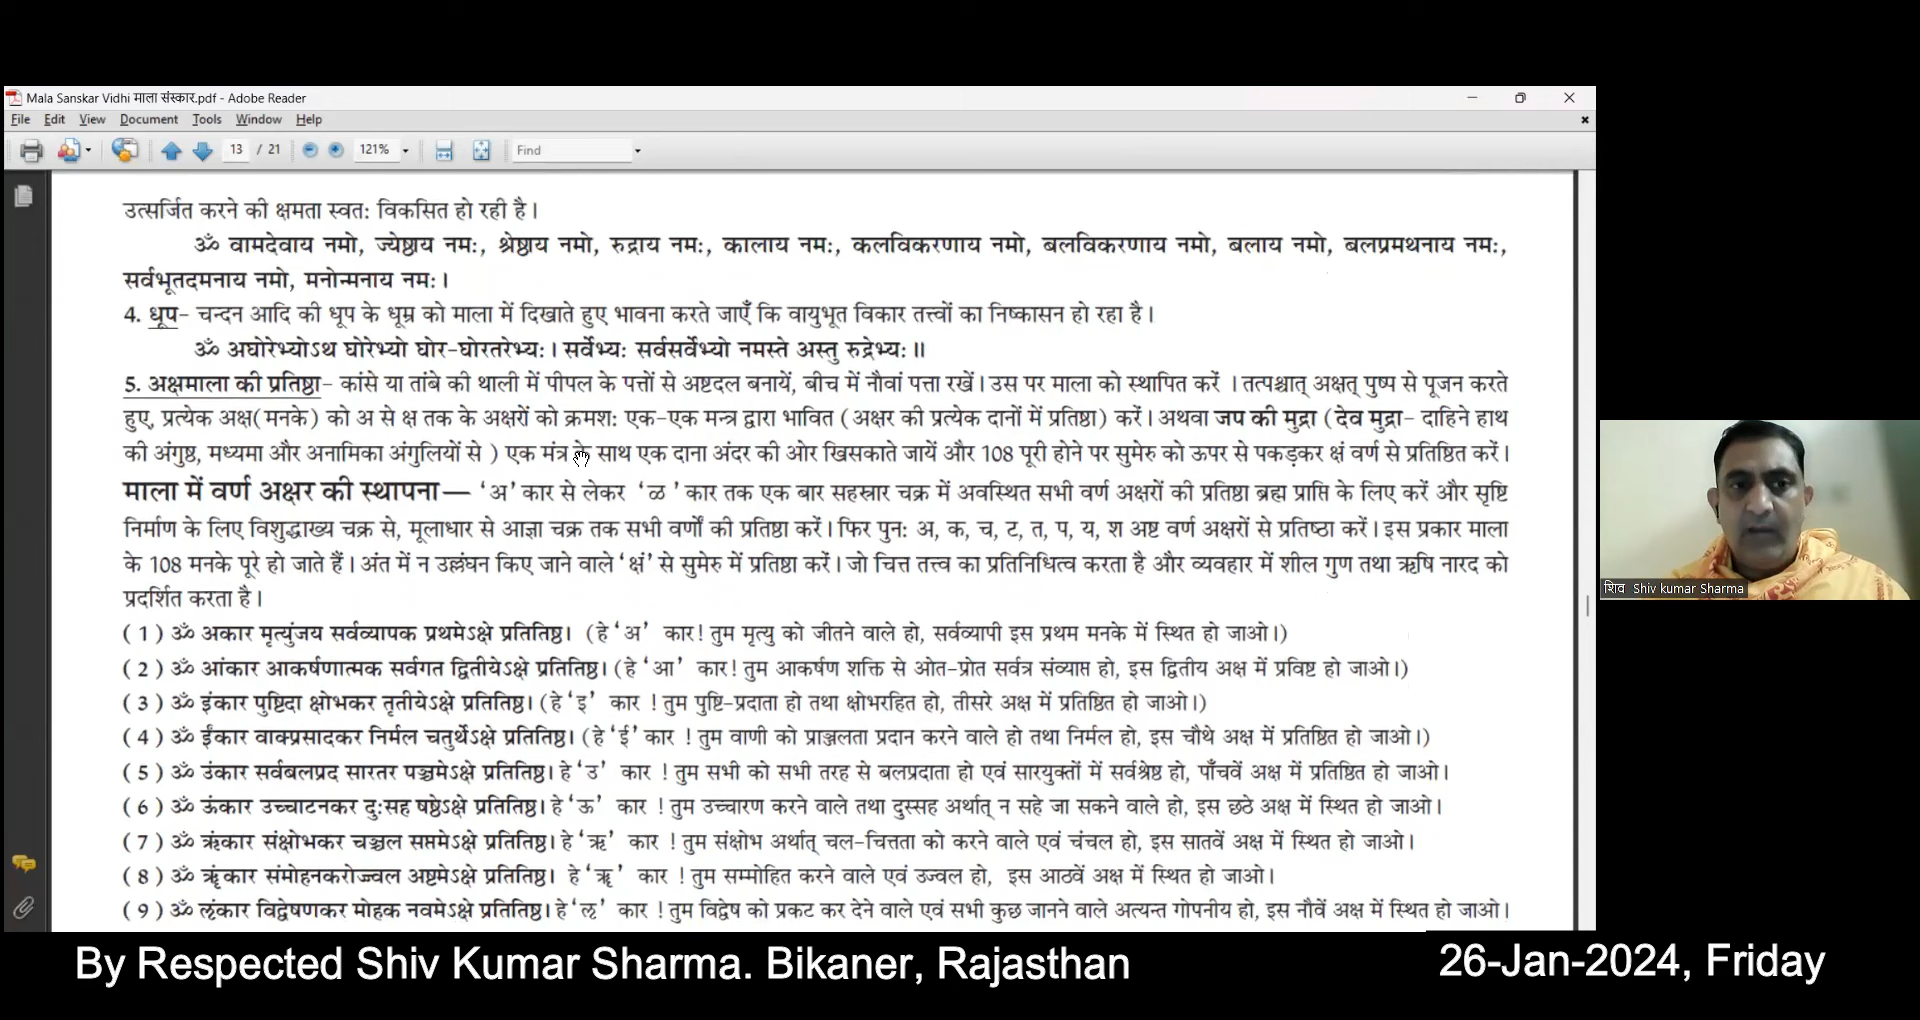 Mala Sanskar Vidhi माला संस्कार.pdf - Adobe Reader
File Edit View Document Tools Window Help
13 / 21 121% Find
उत्सर्जित करने की क्षमता स्वतः विकसित हो रही है।
ॐ वामदेवाय नमो, ज्येष्ठाय नमः, श्रेष्ठाय नमो, रुद्राय नमः, कालाय नमः, कलविकरणाय नमो, बलविकरणाय नमो, बलाय नमो, बलप्रमथनाय नमः,
सर्वभूतदमनाय नमो, मनोन्मनाय नमः।
4. धूप- चन्दन आदि की धूप के धूम्र को माला में दिखाते हुए भावना करते जाएँ कि वायुभूत विकार तत्त्वों का निष्कासन हो रहा है।
ॐ अघोरेभ्योऽथ घोरेभ्यो घोर-घोरतरेभ्यः। सर्वेभ्यः सर्वसर्वेभ्यो नमस्ते अस्तु रुद्रेभ्यः॥
5. अक्षमाला की प्रतिष्ठा- कांसे या तांबे की थाली में पीपल के पत्तों से अष्टदल बनायें, बीच में नौवां पत्ता रखें। उस पर माला को स्थापित करें । तत्पश्चात् अक्षत् पुष्प से पूजन करते
हुए, प्रत्येक अक्ष(मनके) को अ से क्ष तक के अक्षरों को क्रमशः एक-एक मन्त्र द्वारा भावित (अक्षर की प्रत्येक दानों में प्रतिष्ठा) करें। अथवा जप की मुद्रा (देव मुद्रा- दाहिने हाथ
की अंगुष्ठ, मध्यमा और अनामिका अंगुलियों से ) एक मंत्र के साथ एक दाना अंदर की ओर खिसकाते जायें और 108 पूरी होने पर सुमेरु को ऊपर से पकड़कर क्षं वर्ण से प्रतिष्ठित करें।
माला में वर्ण अक्षर की स्थापना— 'अ'कार से लेकर 'ळ'कार तक एक बार सहस्रार चक्र में अवस्थित सभी वर्ण अक्षरों की प्रतिष्ठा ब्रह्म प्राप्ति के लिए करें और सृष्टि
निर्माण के लिए विशुद्धाख्य चक्र से, मूलाधार से आज्ञा चक्र तक सभी वर्णों की प्रतिष्ठा करें। फिर पुनः अ, क, च, ट, त, प, य, श अष्ट वर्ण अक्षरों से प्रतिष्ठा करें। इस प्रकार माला
के 108 मनके पूरे हो जाते हैं। अंत में न उल्लंघन किए जाने वाले 'क्षं' से सुमेरु में प्रतिष्ठा करें। जो चित्त तत्त्व का प्रतिनिधित्व करता है और व्यवहार में शील गुण तथा ऋषि नारद को
प्रदर्शित करता है।
(1) ॐ अकार मृत्युंजय सर्वव्यापक प्रथमेऽक्षे प्रतितिष्ठ। (हे 'अ' कार! तुम मृत्यु को जीतने वाले हो, सर्वव्यापी इस प्रथम मनके में स्थित हो जाओ।)
(2) ॐ आंकार आकर्षणात्मक सर्वगत द्वितीयेऽक्षे प्रतितिष्ठ। (हे 'आ' कार! तुम आकर्षण शक्ति से ओत-प्रोत सर्वत्र संव्याप्त हो, इस द्वितीय अक्ष में प्रविष्ट हो जाओ।)
(3) ॐ इंकार पुष्टिदा क्षोभकर तृतीयेऽक्षे प्रतितिष्ठ। (हे 'इ' कार ! तुम पुष्टि-प्रदाता हो तथा क्षोभरहित हो, तीसरे अक्ष में प्रतिष्ठित हो जाओ।)
(4) ॐ ईंकार वाक्प्रसादकर निर्मल चतुर्थेऽक्षे प्रतितिष्ठ। (हे 'ई'कार ! तुम वाणी को प्राञ्जलता प्रदान करने वाले हो तथा निर्मल हो, इस चौथे अक्ष में प्रतिष्ठित हो जाओ।)
(5) ॐ उंकार सर्वबलप्रद सारतर पञ्चमेऽक्षे प्रतितिष्ठ। हे 'उ' कार ! तुम सभी को सभी तरह से बलप्रदाता हो एवं सारयुक्तों में सर्वश्रेष्ठ हो, पाँचवें अक्ष में प्रतिष्ठित हो जाओ।
(6) ॐ ऊंकार उच्चाटनकर दुःसह षष्ठेऽक्षे प्रतितिष्ठ। हे 'ऊ' कार ! तुम उच्चारण करने वाले तथा दुस्सह अर्थात् न सहे जा सकने वाले हो, इस छठे अक्ष में स्थित हो जाओ।
(7) ॐ ऋंकार संक्षोभकर चञ्चल सप्तमेऽक्षे प्रतितिष्ठ। हे 'ऋ' कार ! तुम संक्षोभ अर्थात् चल-चित्तता को करने वाले एवं चंचल हो, इस सातवें अक्ष में स्थित हो जाओ।
(8) ॐ ॠंकार संमोहनकरोज्ज्वल अष्टमेऽक्षे प्रतितिष्ठ। हे 'ॠ' कार ! तुम सम्मोहित करने वाले एवं उज्वल हो, इस आठवें अक्ष में स्थित हो जाओ।
(9) ॐ लृंकार विद्वेषणकर मोहक नवमेऽक्षे प्रतितिष्ठ। हे 'लृ' कार ! तुम विद्वेष को प्रकट कर देने वाले एवं सभी कुछ जानने वाले अत्यन्त गोपनीय हो, इस नौवें अक्ष में स्थित हो जाओ।
शिव Shiv kumar Sharma
By Respected Shiv Kumar Sharma. Bikaner, Rajasthan
26-Jan-2024, Friday